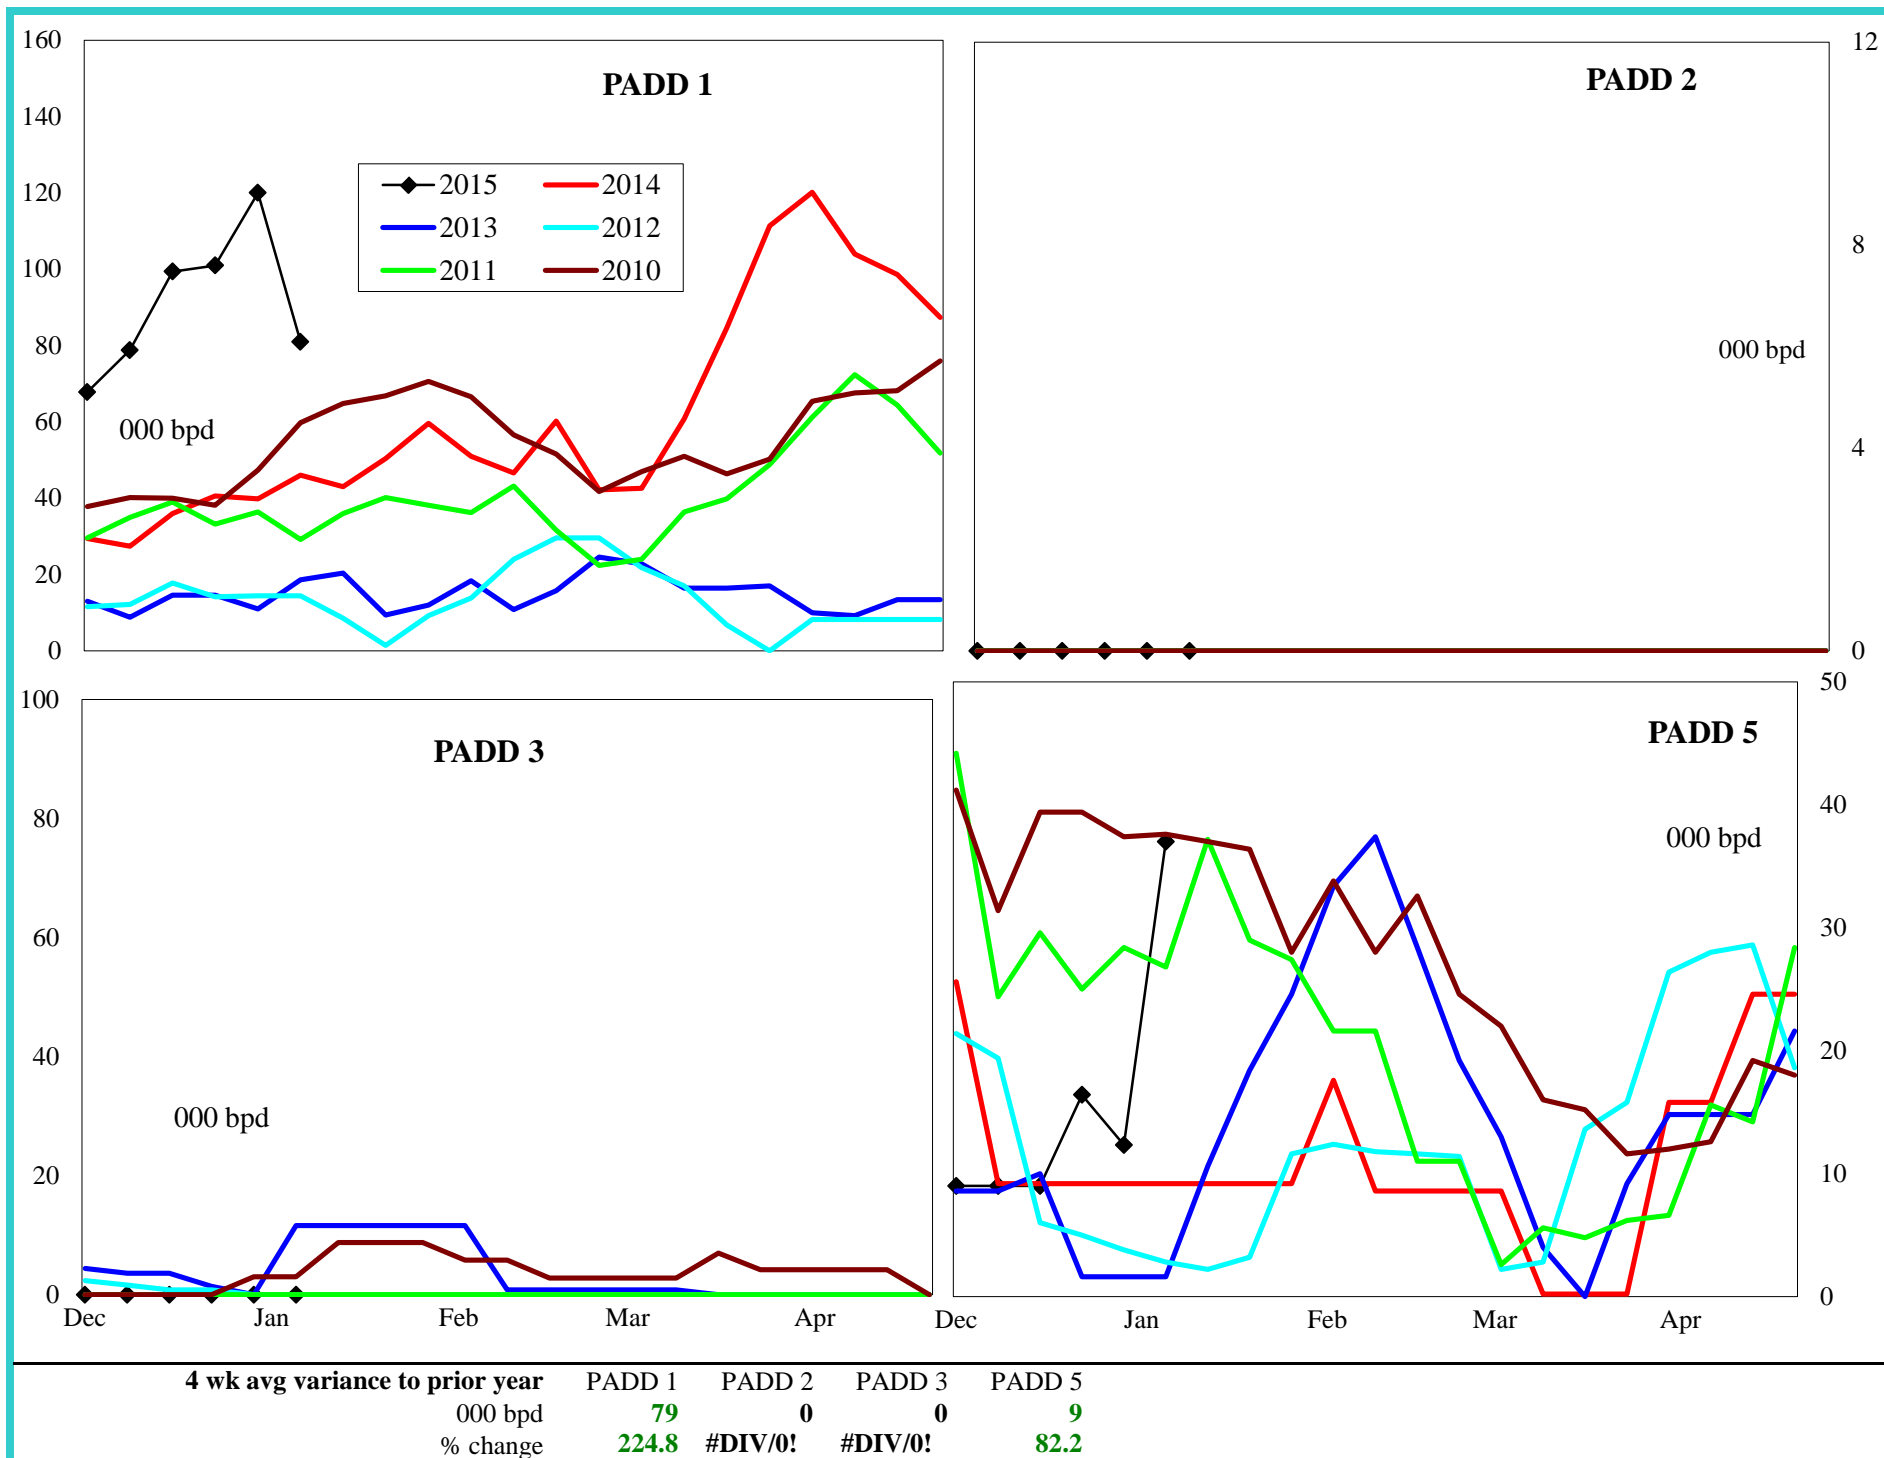 160
140
120
100
80
60
40
20
0
PADD 1
000 bpd
2015 2014
2013 2012
2011 2010
PADD 2
12
8
4
0
000 bpd
100
80
60
40
20
0
PADD 3
000 bpd
Dec Jan Feb Mar Apr
PADD 5
50
40
30
20
10
0
000 bpd
Dec Jan Feb Mar Apr
4 wk avg variance to prior year PADD 1 PADD 2 PADD 3 PADD 5
000 bpd 79 0 0 9
% change 224.8 #DIV/0! #DIV/0! 82.2